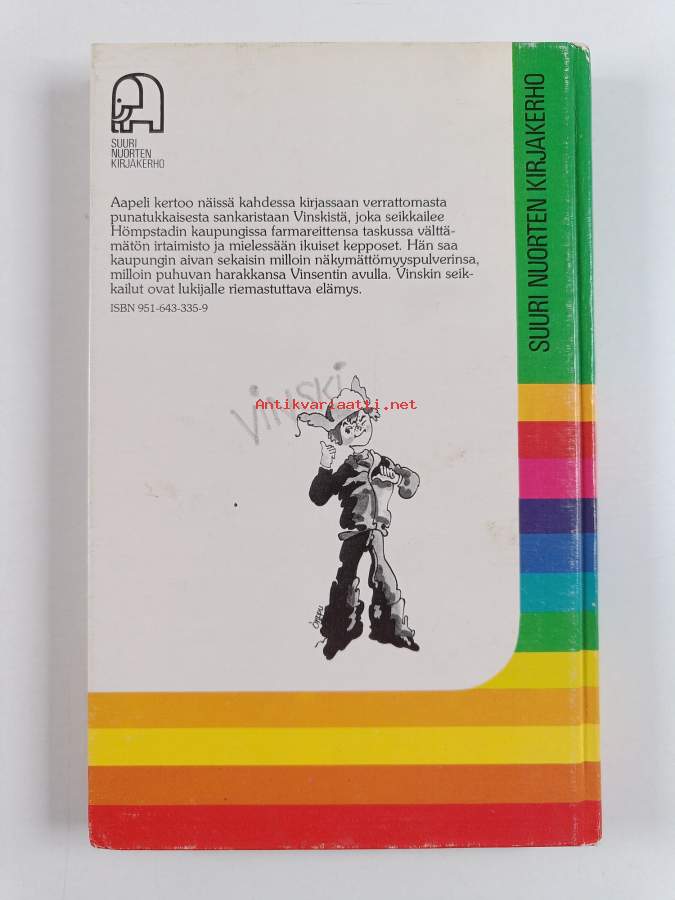 SUURI
NUORTEN
KIRJAKERHO
Aapeli kertoo näissä kahdessa kirjassaan verrattomasta
punatukkaisesta sankaristaan Vinskistä, joka seikkailee
Hömpstadin kaupungissa farmareittensa taskussa välttä-
mätön irtaimisto ja mielessään ikuiset kepposet. Hän saa
kaupungin aivan sekaisin milloin näkymättömyyspulverinsa,
milloin puhuvan harakkansa Vinsentin avulla. Vinskin seik-
kailut ovat lukijalle riemastuttava elämys.
ISBN 951-643-335-9
VINSKI
Antikvariaatti.net
SUURI NUORTEN KIRJAKERHO